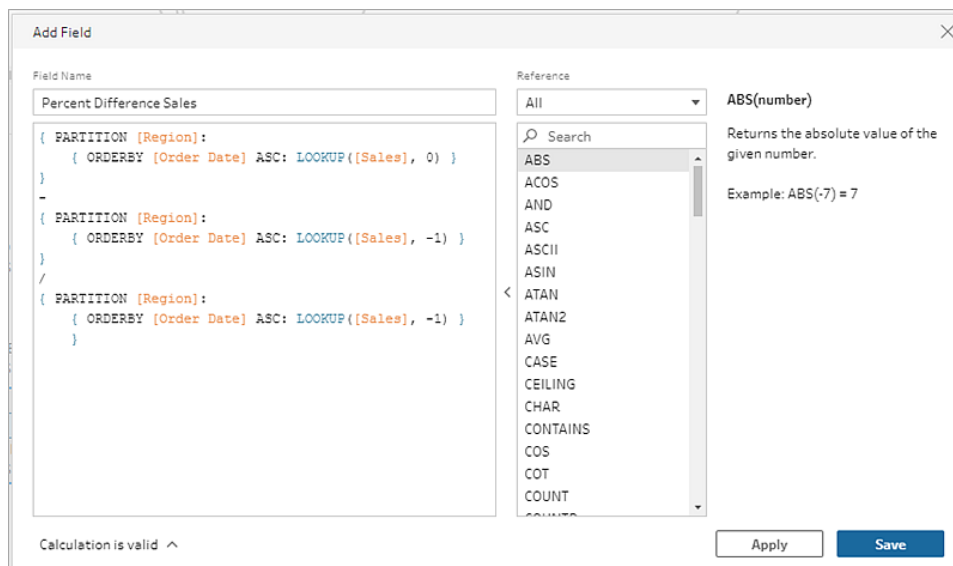 Add Field
Field Name
Percent Difference Sales
{ PARTITION [Region]:
{ ORDERBY [Order Date] ASC: LOOKUP([Sales], 0) }
}
-
{ PARTITION [Region]:
{ ORDERBY [Order Date] ASC: LOOKUP([Sales], -1) }
}
/
{ PARTITION [Region]:
{ ORDERBY [Order Date] ASC: LOOKUP([Sales], -1) }
}
Reference
All
Search
ABS
ACOS
AND
ASC
ASCII
ASIN
ATAN
ATAN2
AVG
CASE
CEILING
CHAR
CONTAINS
COS
COT
COUNT
ABS(number)
Returns the absolute value of the
given number.
Example: ABS(-7) = 7
Calculation is valid
Apply
Save